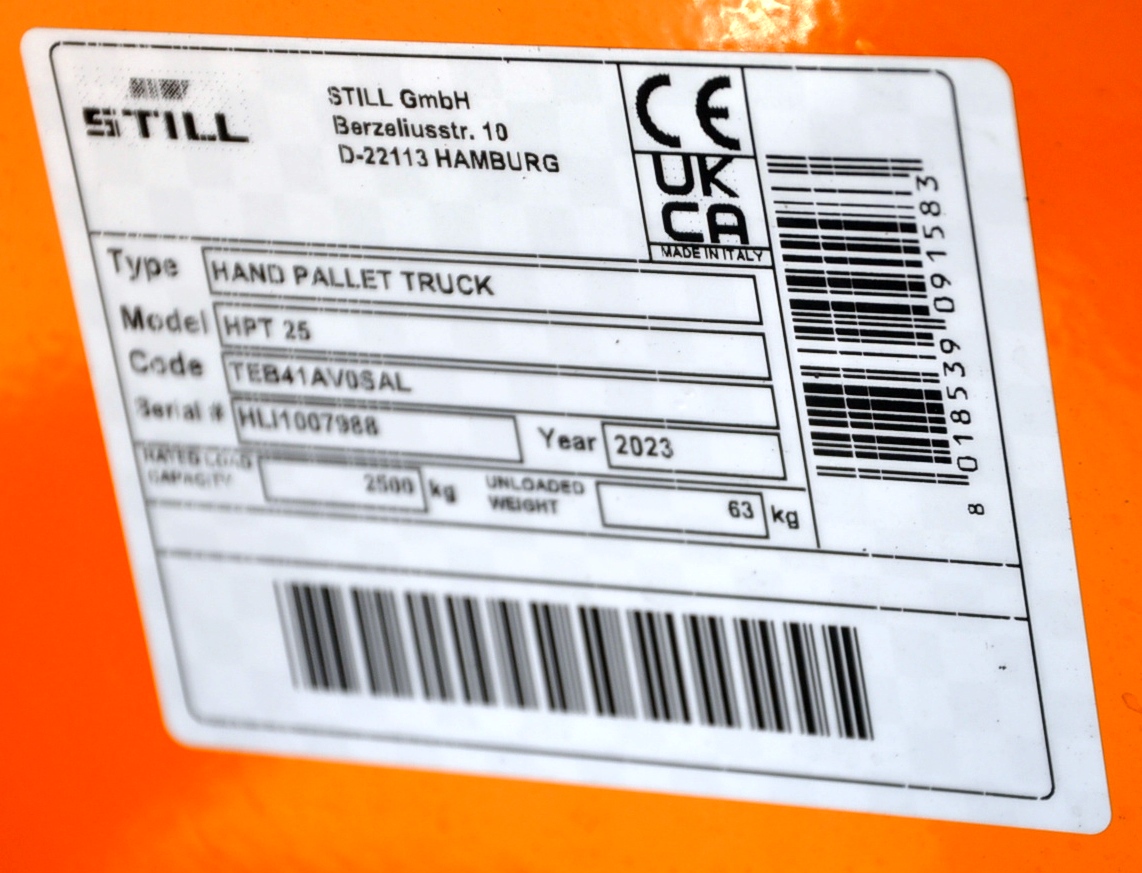 STILL
STILL GmbH
Berzeliusstr. 10
D-22113 HAMBURG
CE
UK
CA
MADE IN ITALY
Type HAND PALLET TRUCK
Model HPT 25
Code TEB41AV0SAL
Serial # HLI1007988 Year 2023
RATED LOAD
CAPACITY 2500 kg
UNLOADED
WEIGHT 63 kg
8 018539 091583